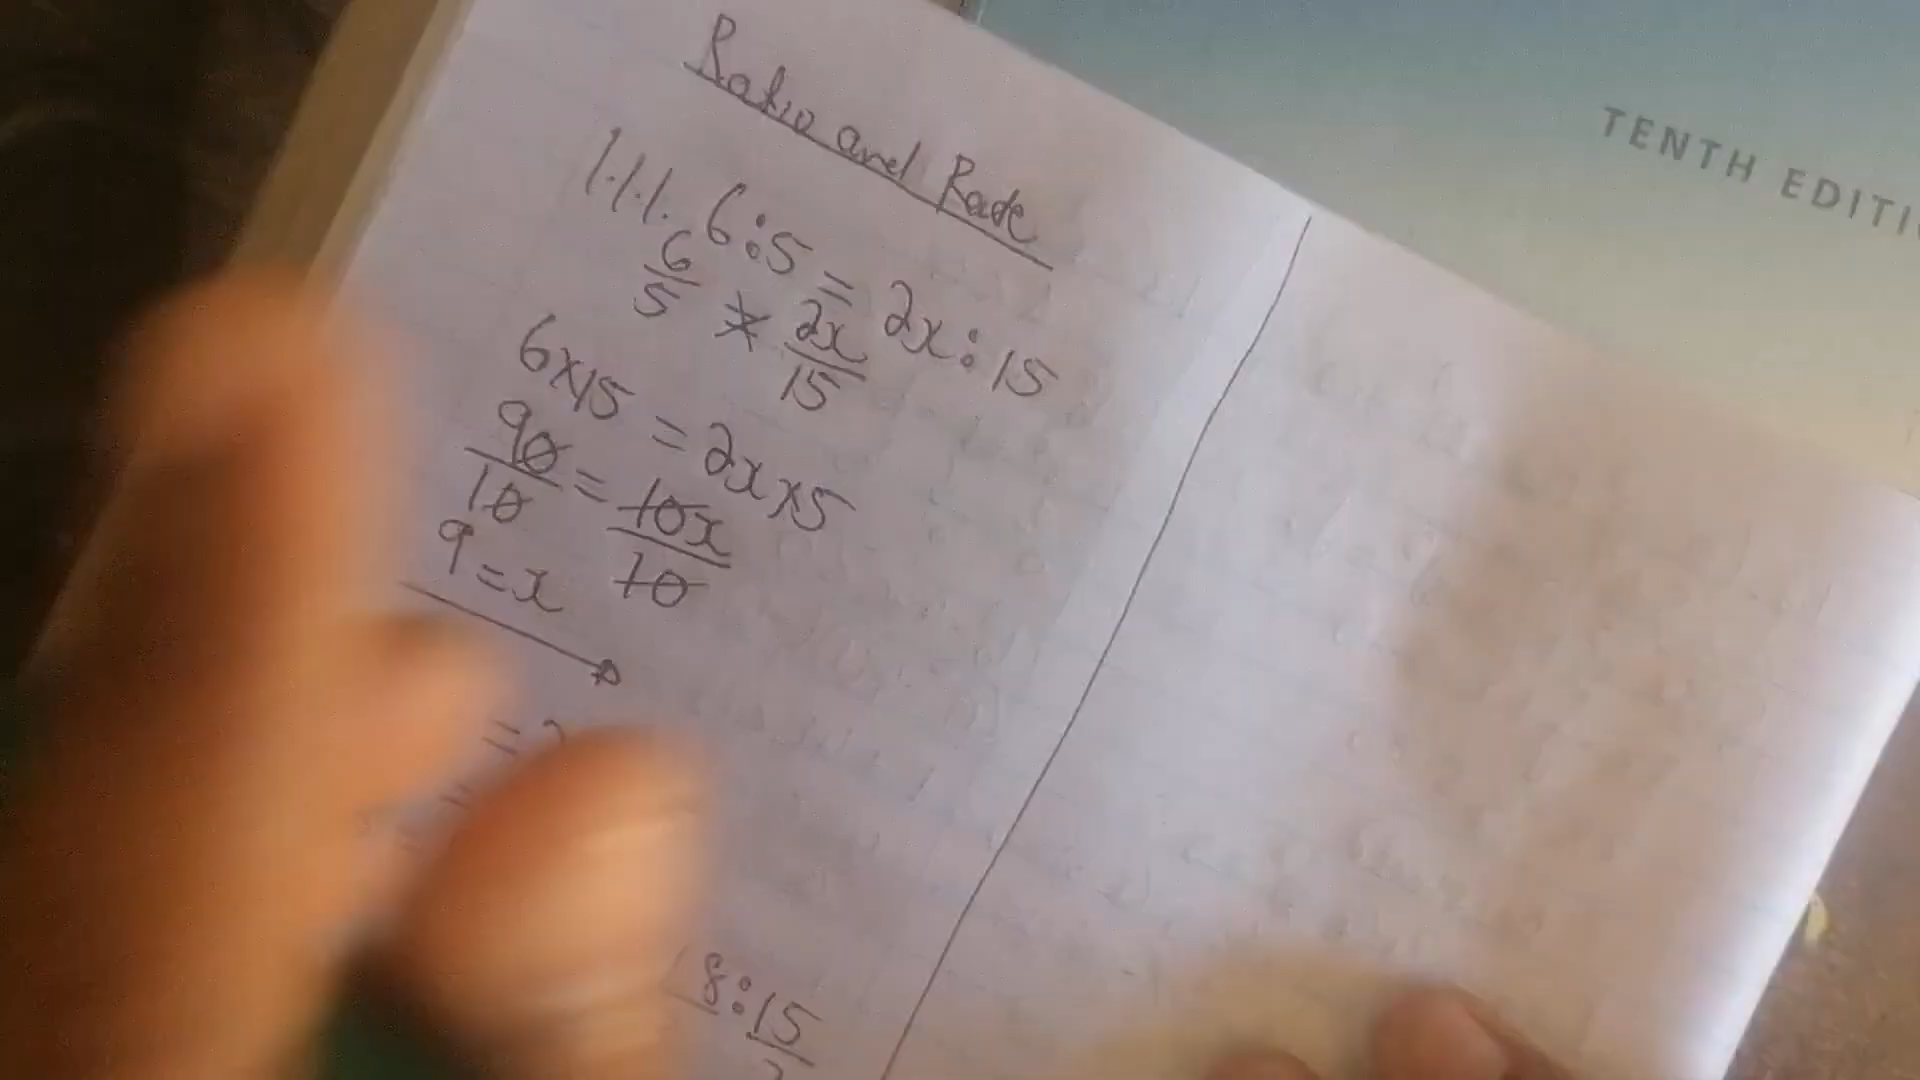 Ratio and Rate
1.1.1. 6:5 = 2x:15
6/5 * 2x/15
6x15 = 2x x5
90/10 = 10x/10
9 = x
=
=
8:15
TENTH EDITI